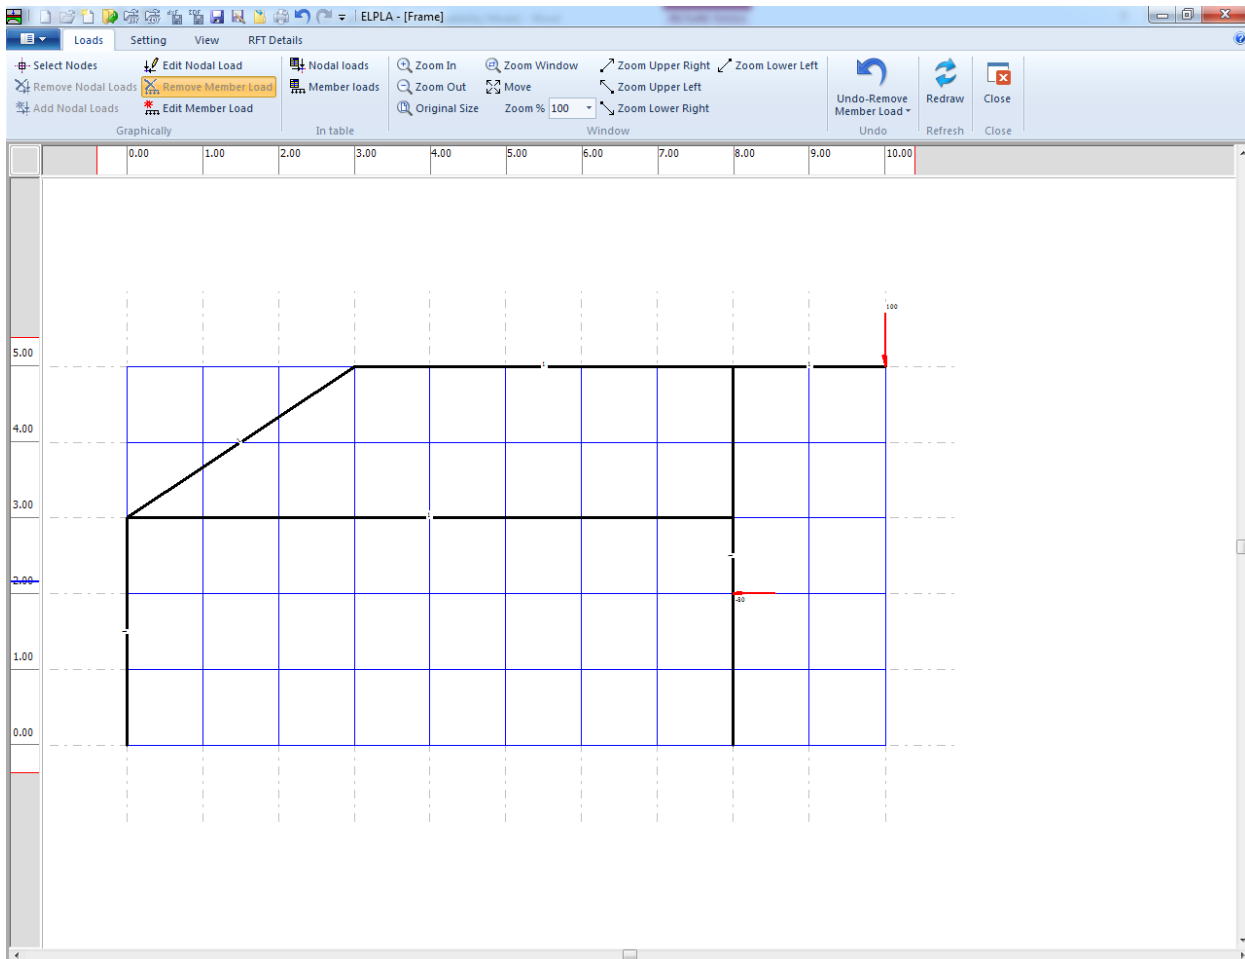 ELPLA - [Frame]
Loads Setting View RFT Details
Select Nodes Edit Nodal Load Nodal loads Zoom In Zoom Window Zoom Upper Right Zoom Lower Left
Remove Nodal Loads Remove Member Load Member loads Zoom Out Move Zoom Upper Left
Add Nodal Loads Edit Member Load Original Size Zoom % 100 Zoom Lower Right
Undo-Remove Member Load Redraw Close
Graphically In table Window Undo Refresh Close
0.00 1.00 2.00 3.00 4.00 5.00 6.00 7.00 8.00 9.00 10.00
100
5.00
4.00
3.00
2.00
-80
1.00
0.00